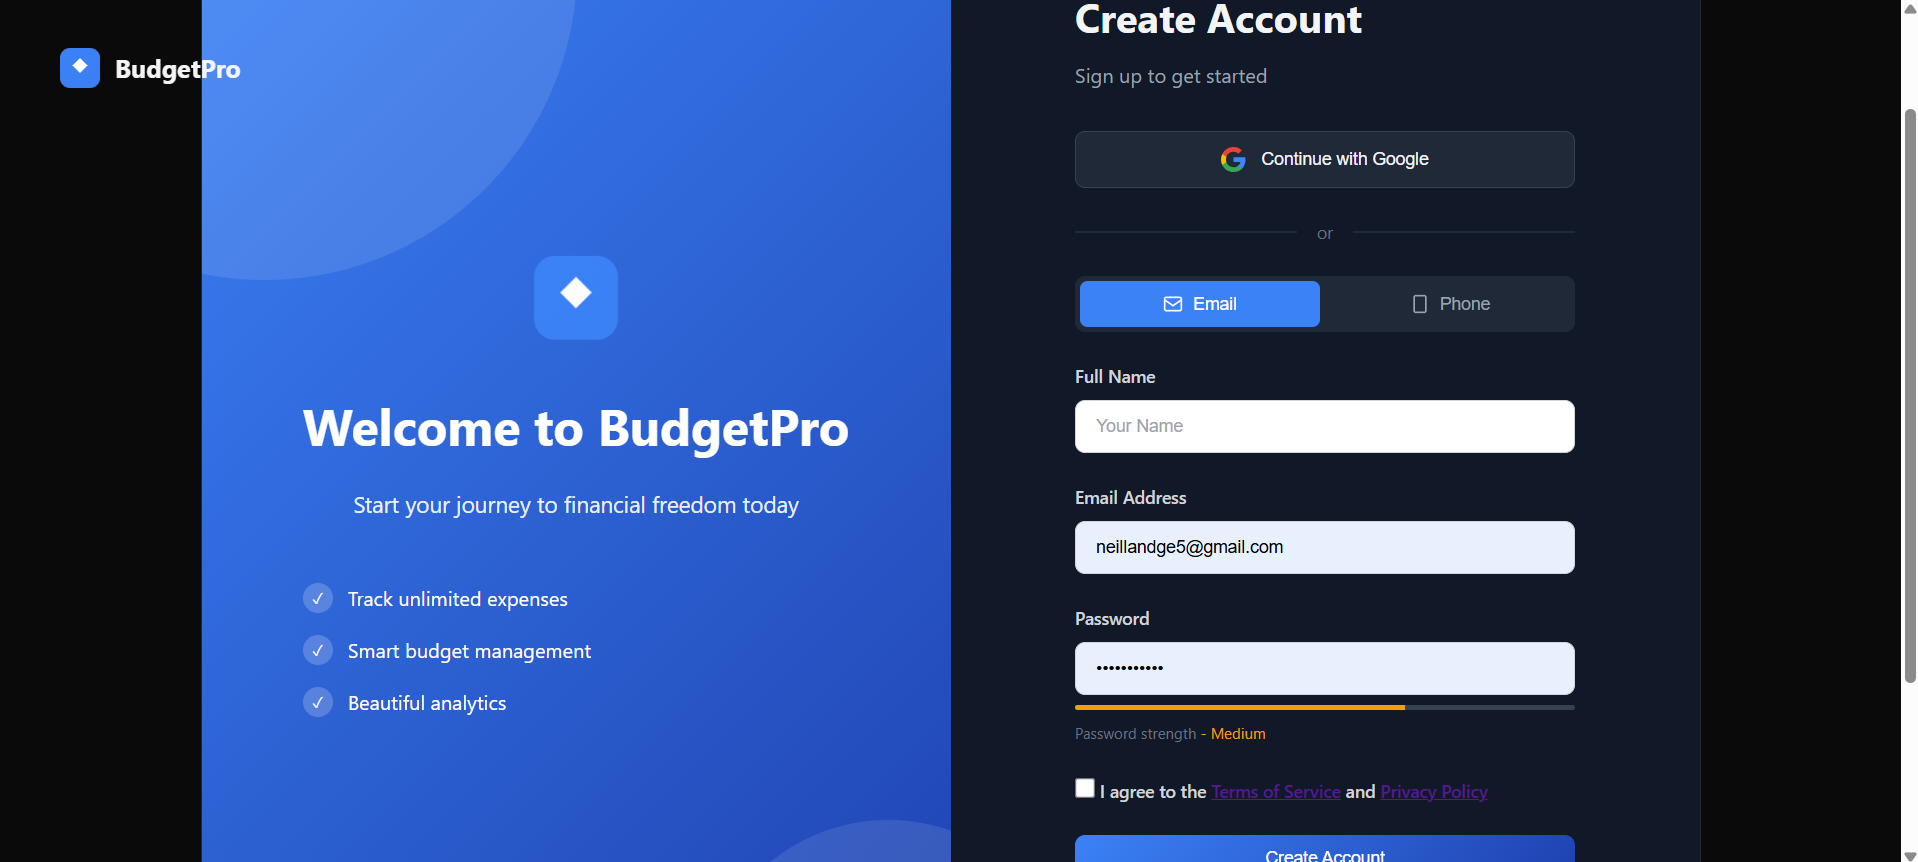 BudgetPro
Welcome to BudgetPro
Start your journey to financial freedom today
✓ Track unlimited expenses
✓ Smart budget management
✓ Beautiful analytics
Create Account
Sign up to get started
Continue with Google
or
Email
Phone
Full Name
Your Name
Email Address
neillandge5@gmail.com
Password
•••••••••••
Password strength - Medium
I agree to the Terms of Service and Privacy Policy
Create Account